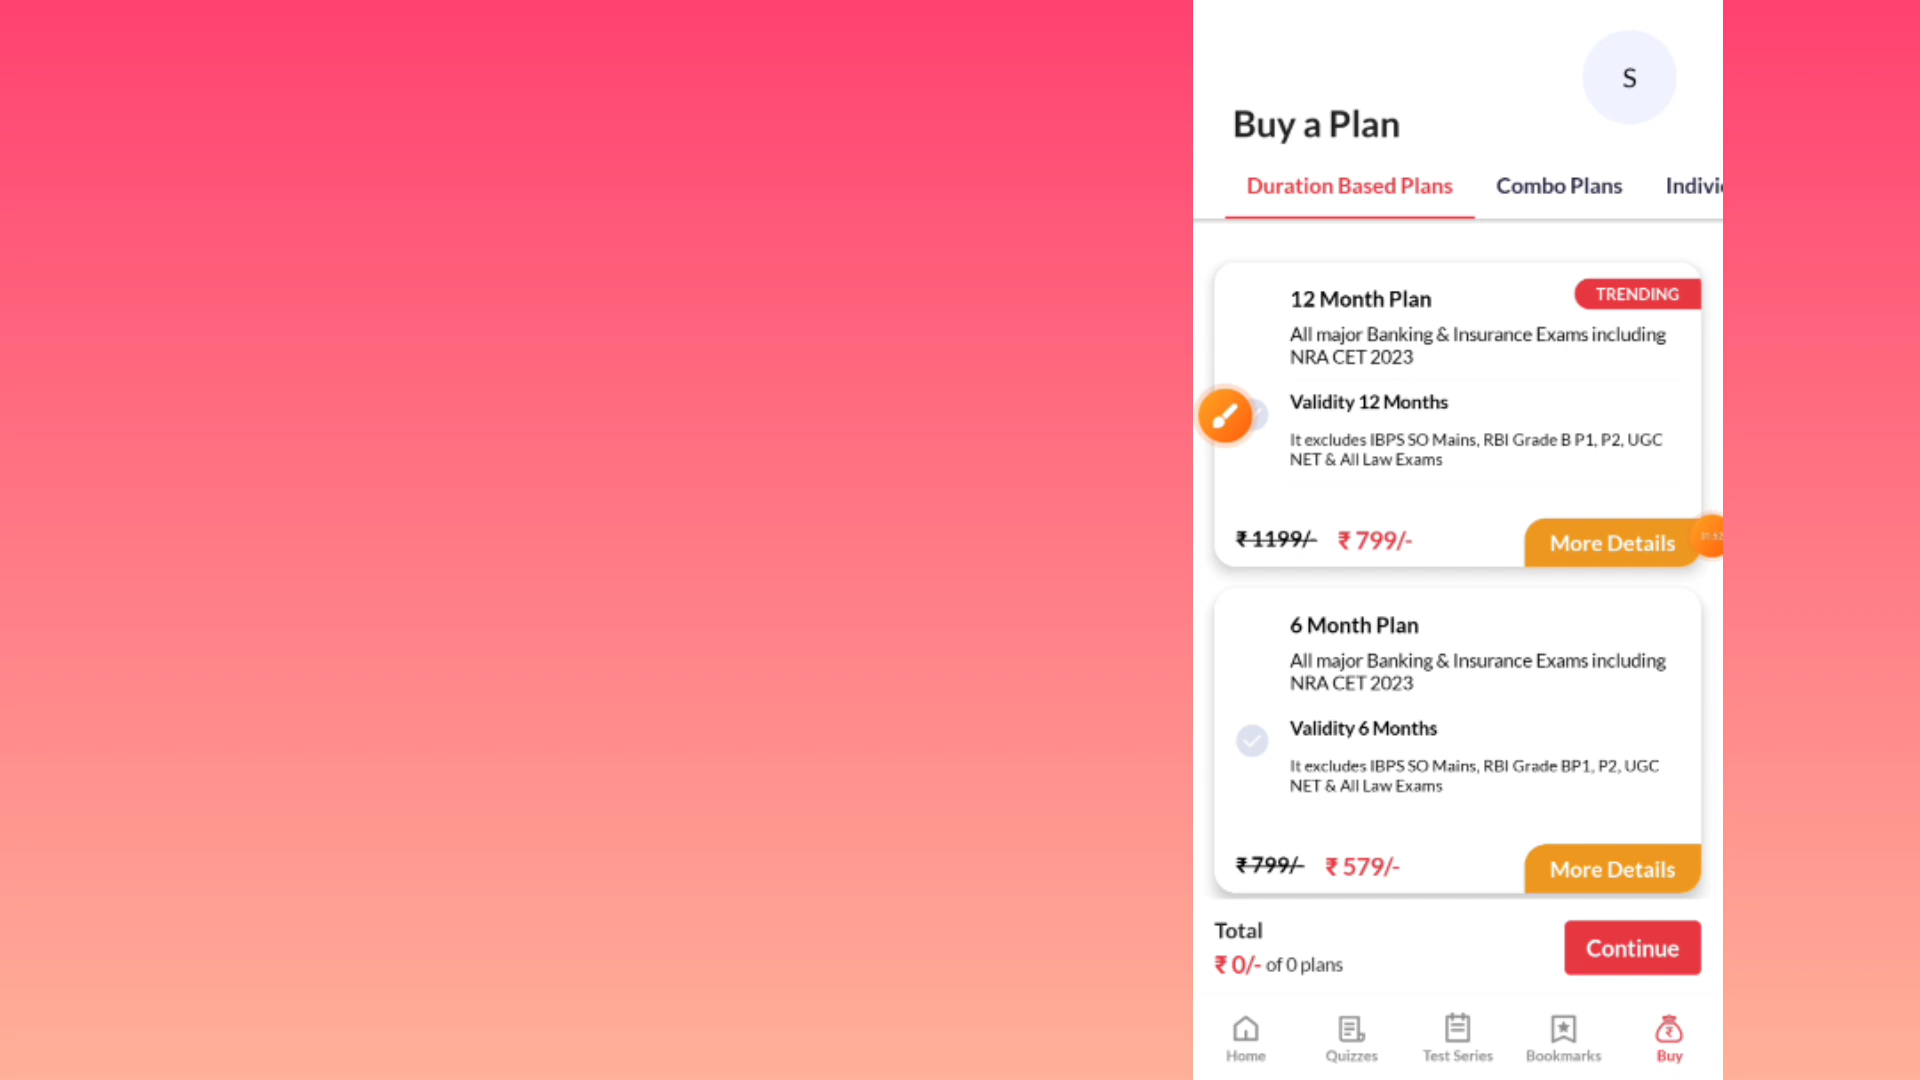 S
Buy a Plan
Duration Based Plans Combo Plans Indivi
12 Month Plan
TRENDING
All major Banking & Insurance Exams including
NRA CET 2023
Validity 12 Months
It excludes IBPS SO Mains, RBI Grade B P1, P2, UGC
NET & All Law Exams
₹ 1199/- ₹ 799/-
More Details
6 Month Plan
All major Banking & Insurance Exams including
NRA CET 2023
Validity 6 Months
It excludes IBPS SO Mains, RBI Grade BP1, P2, UGC
NET & All Law Exams
₹ 799/- ₹ 579/-
More Details
Total
₹ 0/- of 0 plans
Continue
Home Quizzes Test Series Bookmarks Buy